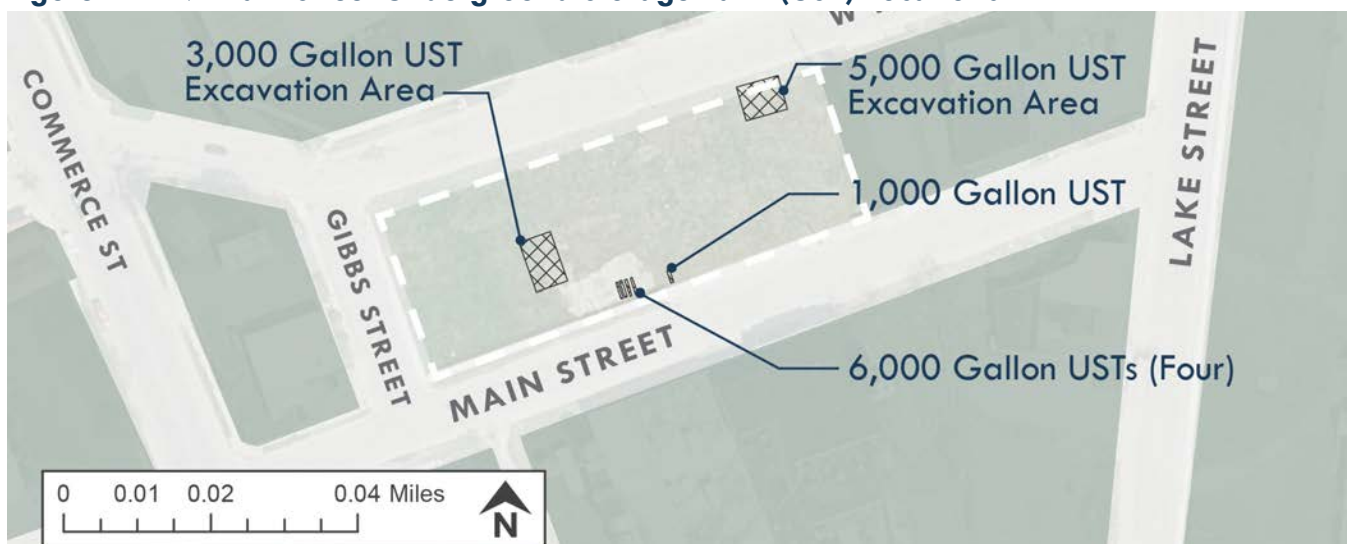 3,000 Gallon UST
Excavation Area
5,000 Gallon UST
Excavation Area
COMMERCE ST
LAKE STREET
1,000 Gallon UST
GIBBS STREET
MAIN STREET
6,000 Gallon USTs (Four)
0 0.01 0.02 0.04 Miles
N